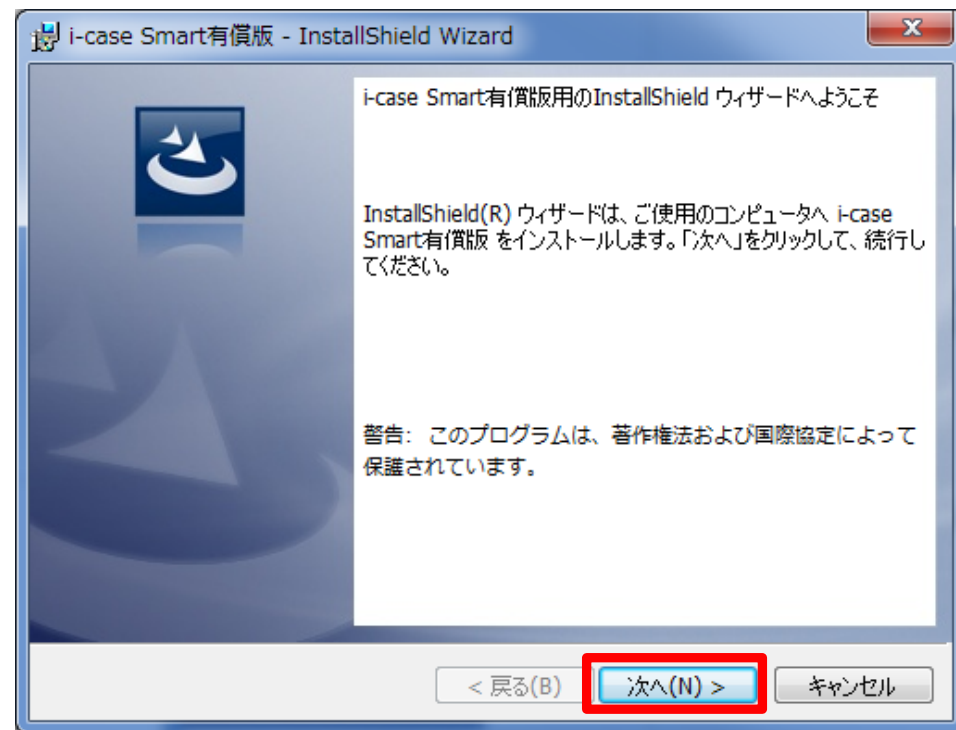 i-case Smart有償版 - InstallShield Wizard
i-case Smart有償版用のInstallShield ウィザードへようこそ
InstallShield(R) ウィザードは、ご使用のコンピュータへ i-case
Smart有償版 をインストールします。「次へ」をクリックして、続行し
てください。
警告: このプログラムは、著作権法および国際協定によって
保護されています。
< 戻る(B)
次へ(N) >
キャンセル